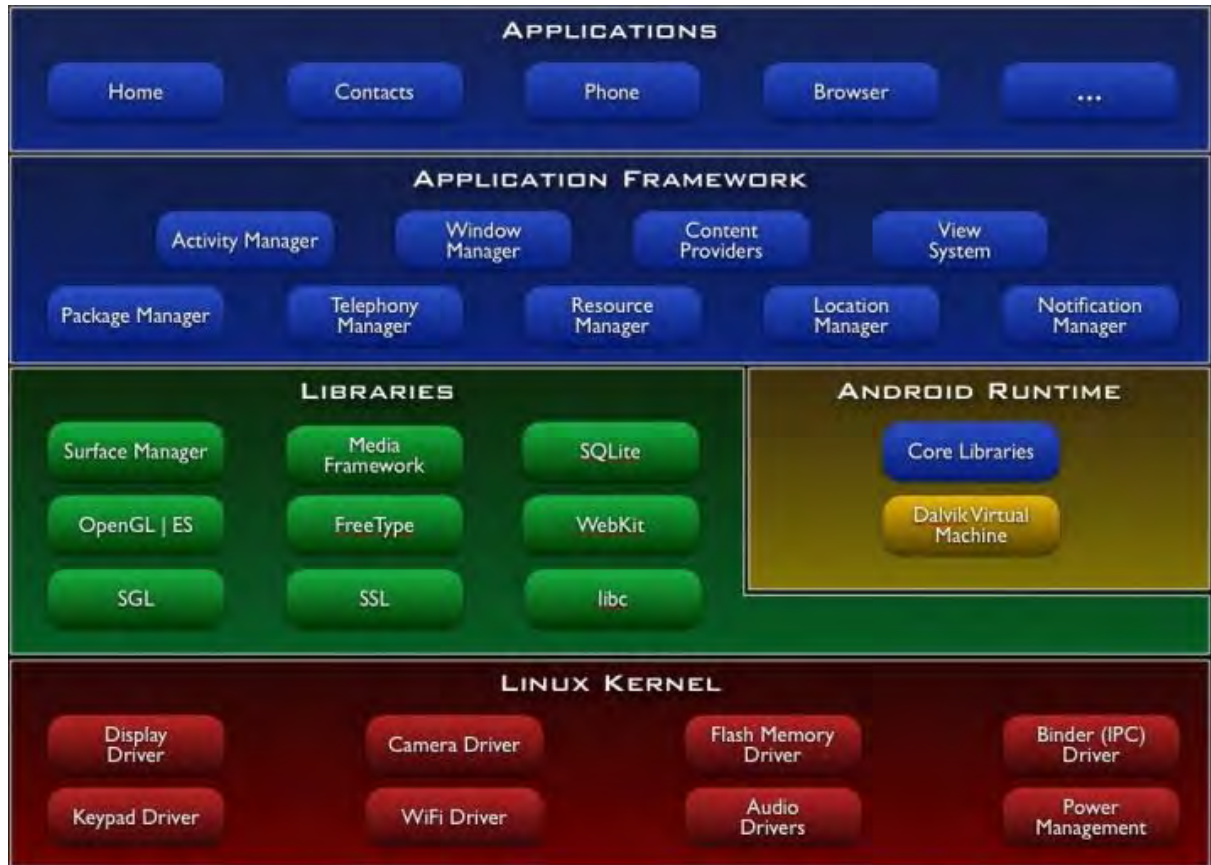 APPLICATIONS
Home
Contacts
Phone
Browser
...
APPLICATION FRAMEWORK
Activity Manager
Window
Manager
Content
Providers
View
System
Package Manager
Telephony
Manager
Resource
Manager
Location
Manager
Notification
Manager
LIBRARIES
Surface Manager
Media
Framework
SQLite
OpenGL | ES
FreeType
WebKit
SGL
SSL
libc
ANDROID RUNTIME
Core Libraries
Dalvik Virtual
Machine
LINUX KERNEL
Display
Driver
Camera Driver
Flash Memory
Driver
Binder (IPC)
Driver
Keypad Driver
WiFi Driver
Audio
Drivers
Power
Management